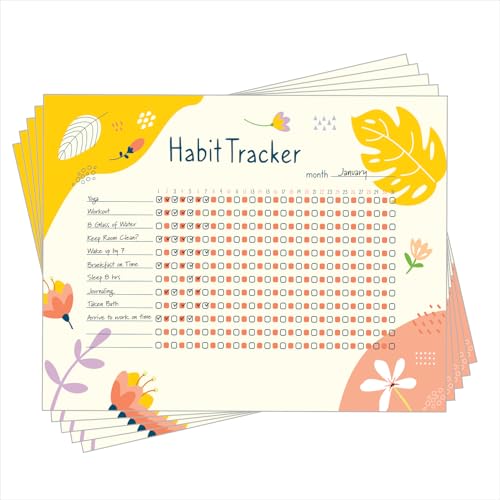 Habit Tracker
month January
1 2 3 4 5 6 7 8 9 10 11 12 13 14 15 16 17 18 19 20 21 22 23 24 25 26 27 28 29 30 31
Yoga
Workout
8 Glass of Water
Keep Room Clean?
Wake up by 7
Breakfast on Time
Sleep 8 hrs
Journaling
Taken Bath
Arrive to work on time